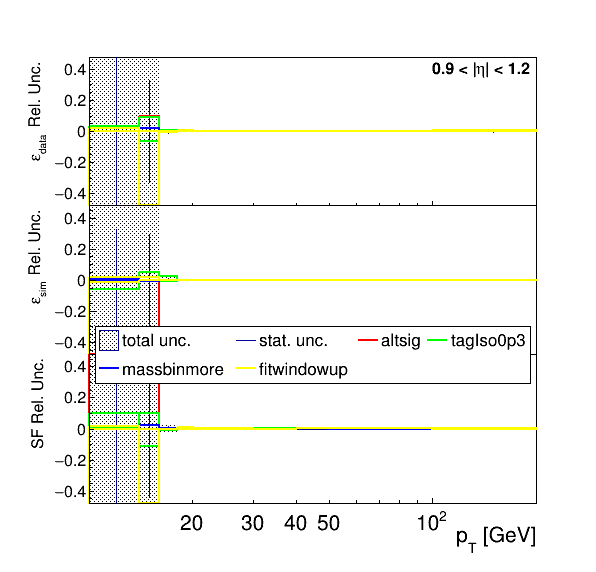 0.9 < |η| < 1.2
ε_data Rel. Unc.
0.4
0.2
0
−0.2
−0.4
ε_sim Rel. Unc.
0.4
0.2
0
−0.2
−0.4
total unc. stat. unc. altsig tagIso0p3
massbinmore fitwindowup
SF Rel. Unc.
0.4
0.2
0
−0.2
−0.4
20 30 40 50 10²
p_T [GeV]